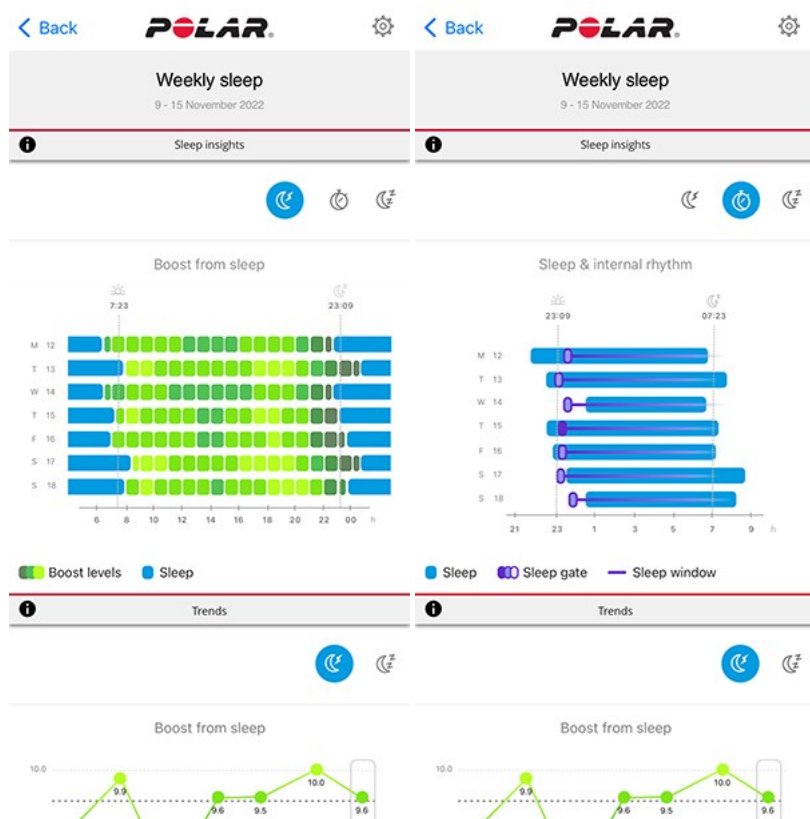 Back
POLAR.
Weekly sleep
9 - 15 November 2022
Sleep insights
Boost from sleep
7:23 23:09
M 12
T 13
W 14
T 15
F 16
S 17
S 18
6 8 10 12 14 16 18 20 22 00 h
Boost levels Sleep
Trends
Boost from sleep
10.0
9.9 9.6 9.5 10.0 9.6
Back
POLAR.
Weekly sleep
9 - 15 November 2022
Sleep insights
Sleep & internal rhythm
23:09 07:23
M 12
T 13
W 14
T 15
F 16
S 17
S 18
21 23 1 3 5 7 9 h
Sleep Sleep gate Sleep window
Trends
Boost from sleep
10.0
9.9 9.6 9.5 10.0 9.6